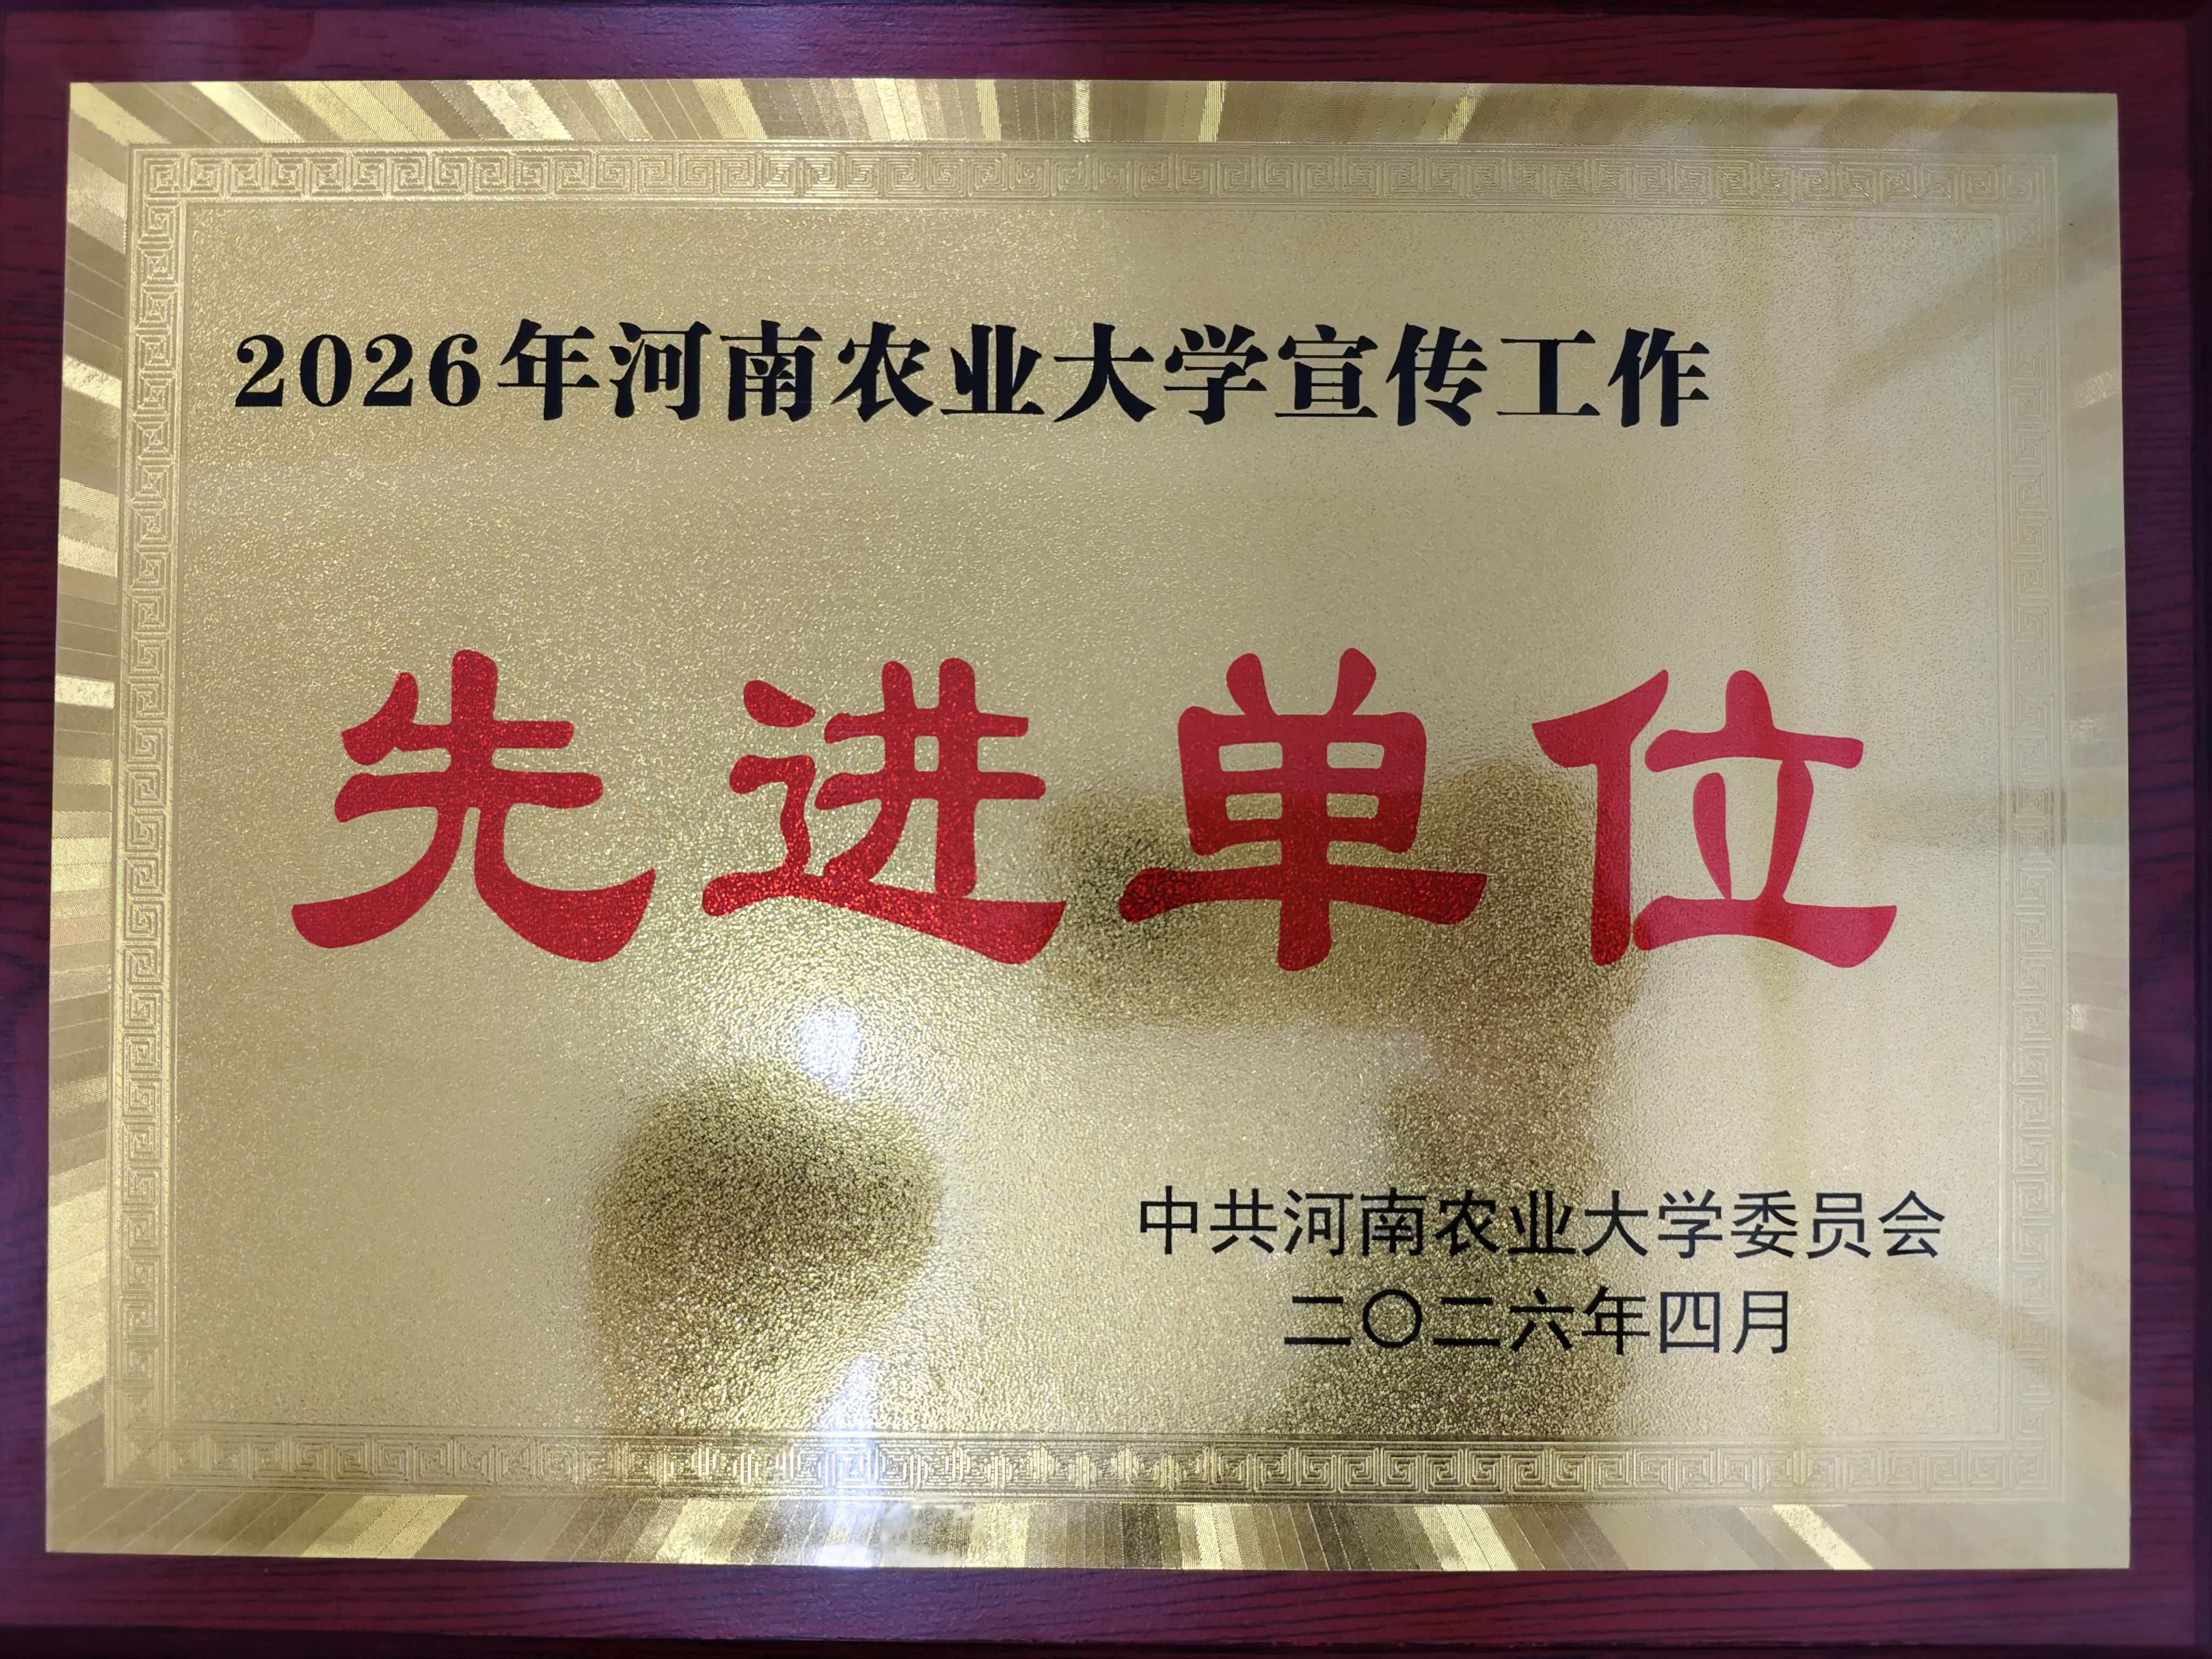 2026年河南农业大学宣传工作
先进单位
中共河南农业大学委员会
二〇二六年四月